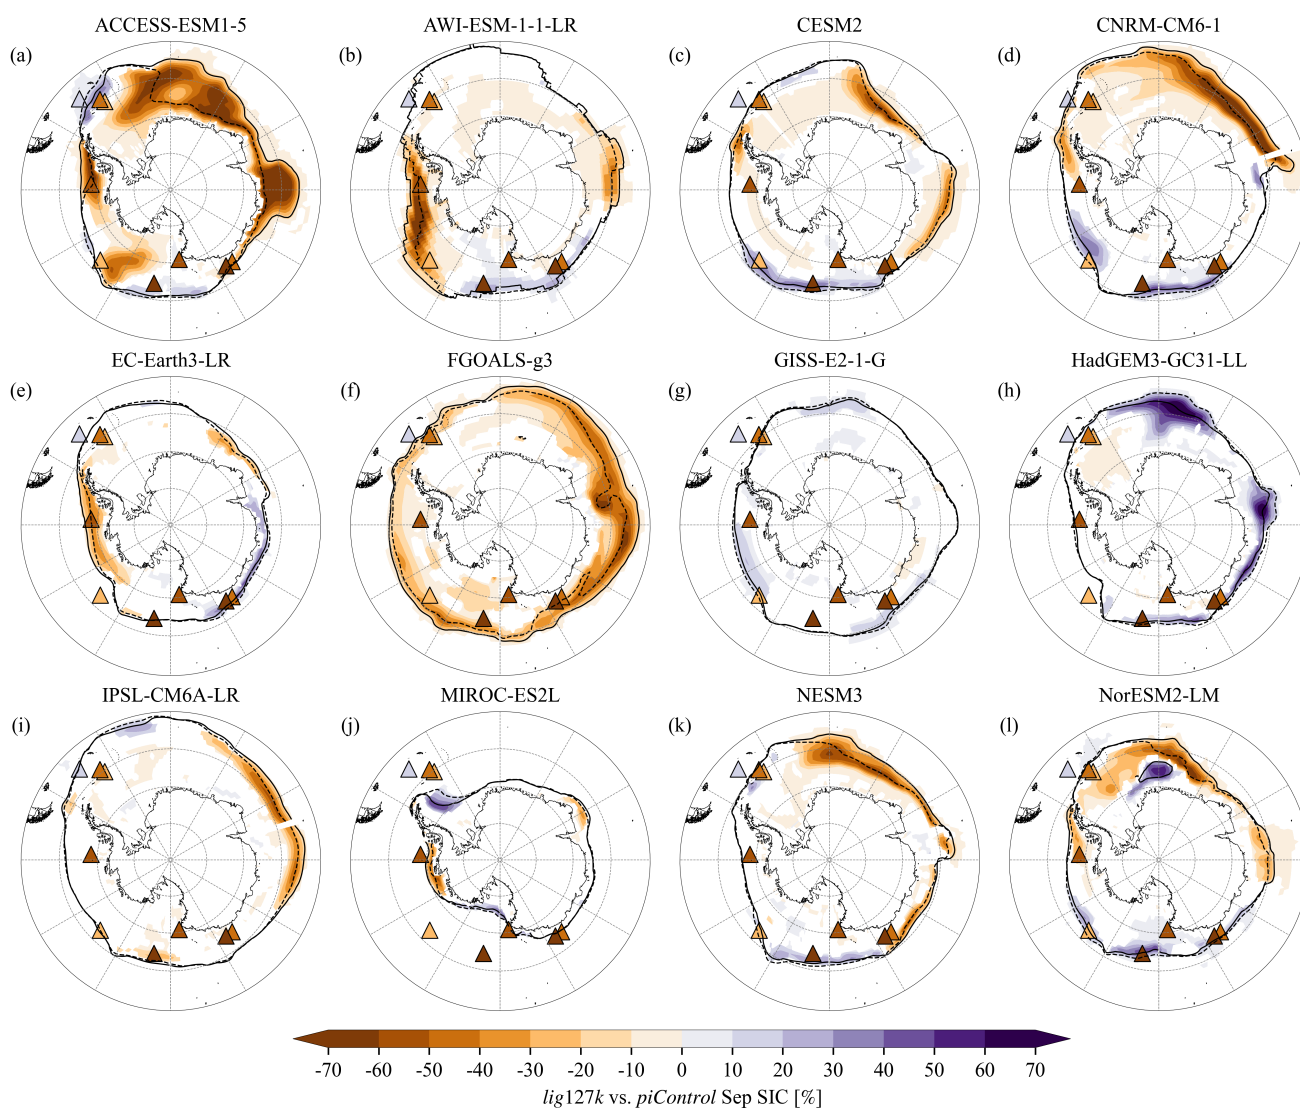 ACCESS-ESM1-5 AWI-ESM-1-1-LR CESM2 CNRM-CM6-1
(a) (b) (c) (d)
EC-Earth3-LR FGOALS-g3 GISS-E2-1-G HadGEM3-GC31-LL
(e) (f) (g) (h)
IPSL-CM6A-LR MIROC-ES2L NESM3 NorESM2-LM
(i) (j) (k) (l)
-70 -60 -50 -40 -30 -20 -10 0 10 20 30 40 50 60 70
lig127k vs. piControl Sep SIC [%]